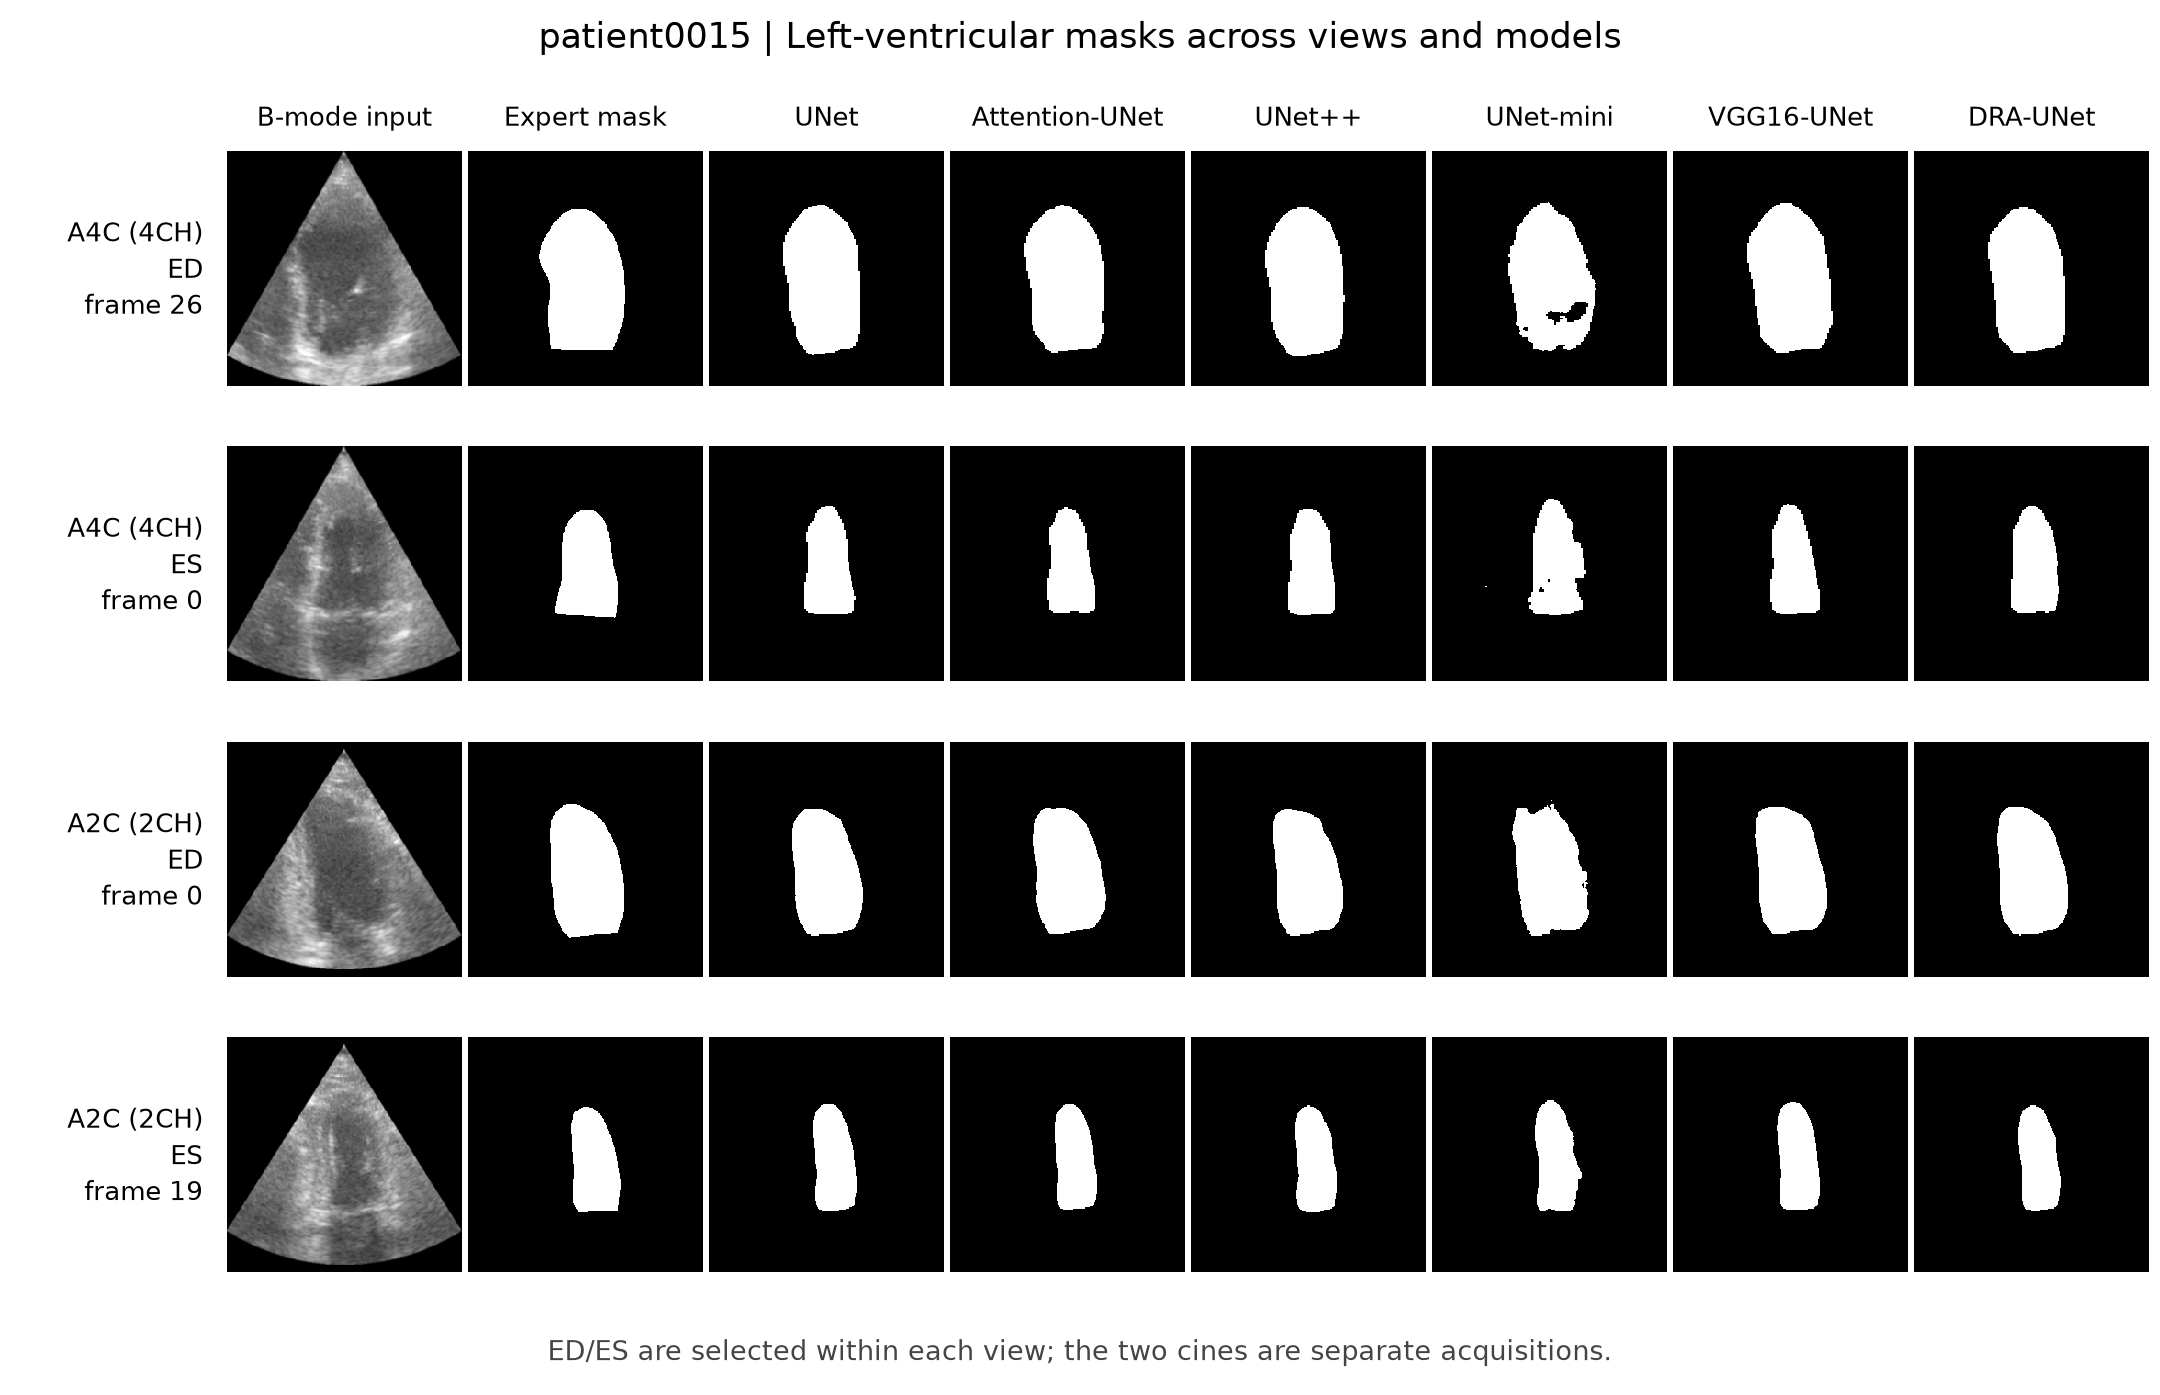 patient0015 | Left-ventricular masks across views and models
B-mode input Expert mask UNet Attention-UNet UNet++ UNet-mini VGG16-UNet DRA-UNet
A4C (4CH)
ED
frame 26
A4C (4CH)
ES
frame 0
A2C (2CH)
ED
frame 0
A2C (2CH)
ES
frame 19
ED/ES are selected within each view; the two cines are separate acquisitions.